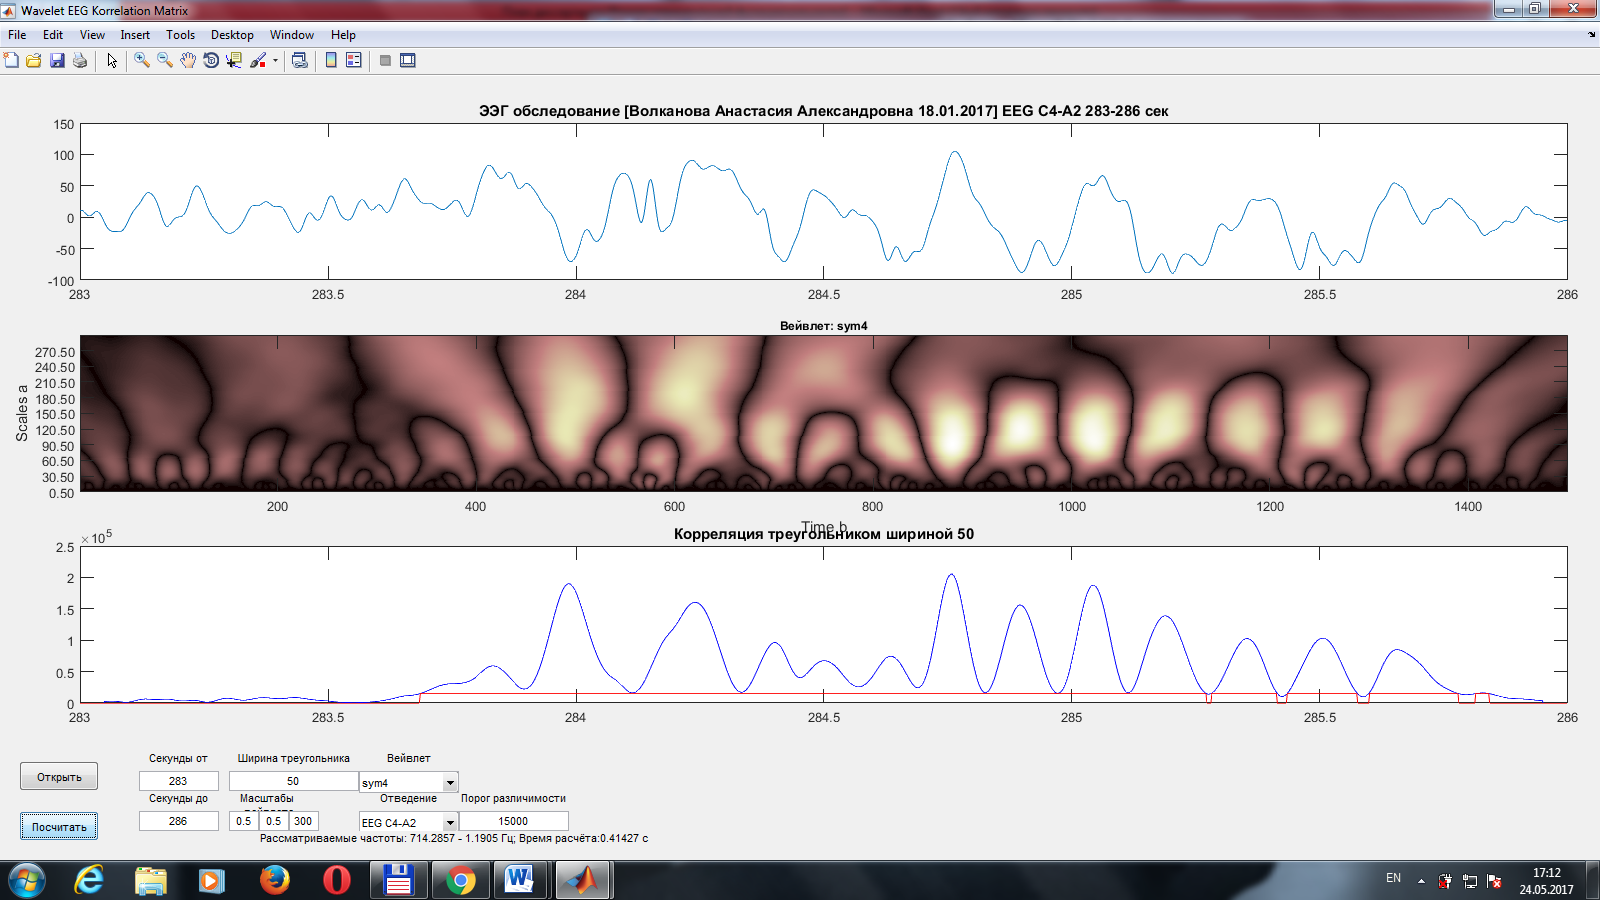 Wavelet EEG Korrelation Matrix
File Edit View Insert Tools Desktop Window Help
ЭЭГ обследование [Волканова Анастасия Александровна 18.01.2017] EEG C4-A2 283-286 сек
150
100
50
0
-50
-100
283 283.5 284 284.5 285 285.5 286
Вейвлет: sym4
Scales a
270.50
240.50
210.50
180.50
150.50
120.50
90.50
60.50
30.50
0.50
200 400 600 800 1000 1200 1400
Time b
Корреляция треугольником шириной 50
×10^5
2.5
2
1.5
1
0.5
0
283 283.5 284 284.5 285 285.5 286
Секунды от Ширина треугольника Вейвлет
Открыть 283 50 sym4
Секунды до Масштабы Отведение Порог различимости
Посчитать 286 0.5 0.5 300 EEG C4-A2 15000
Рассматриваемые частоты: 714.2857 - 1.1905 Гц; Время расчёта:0.41427 с
EN
17:12
24.05.2017